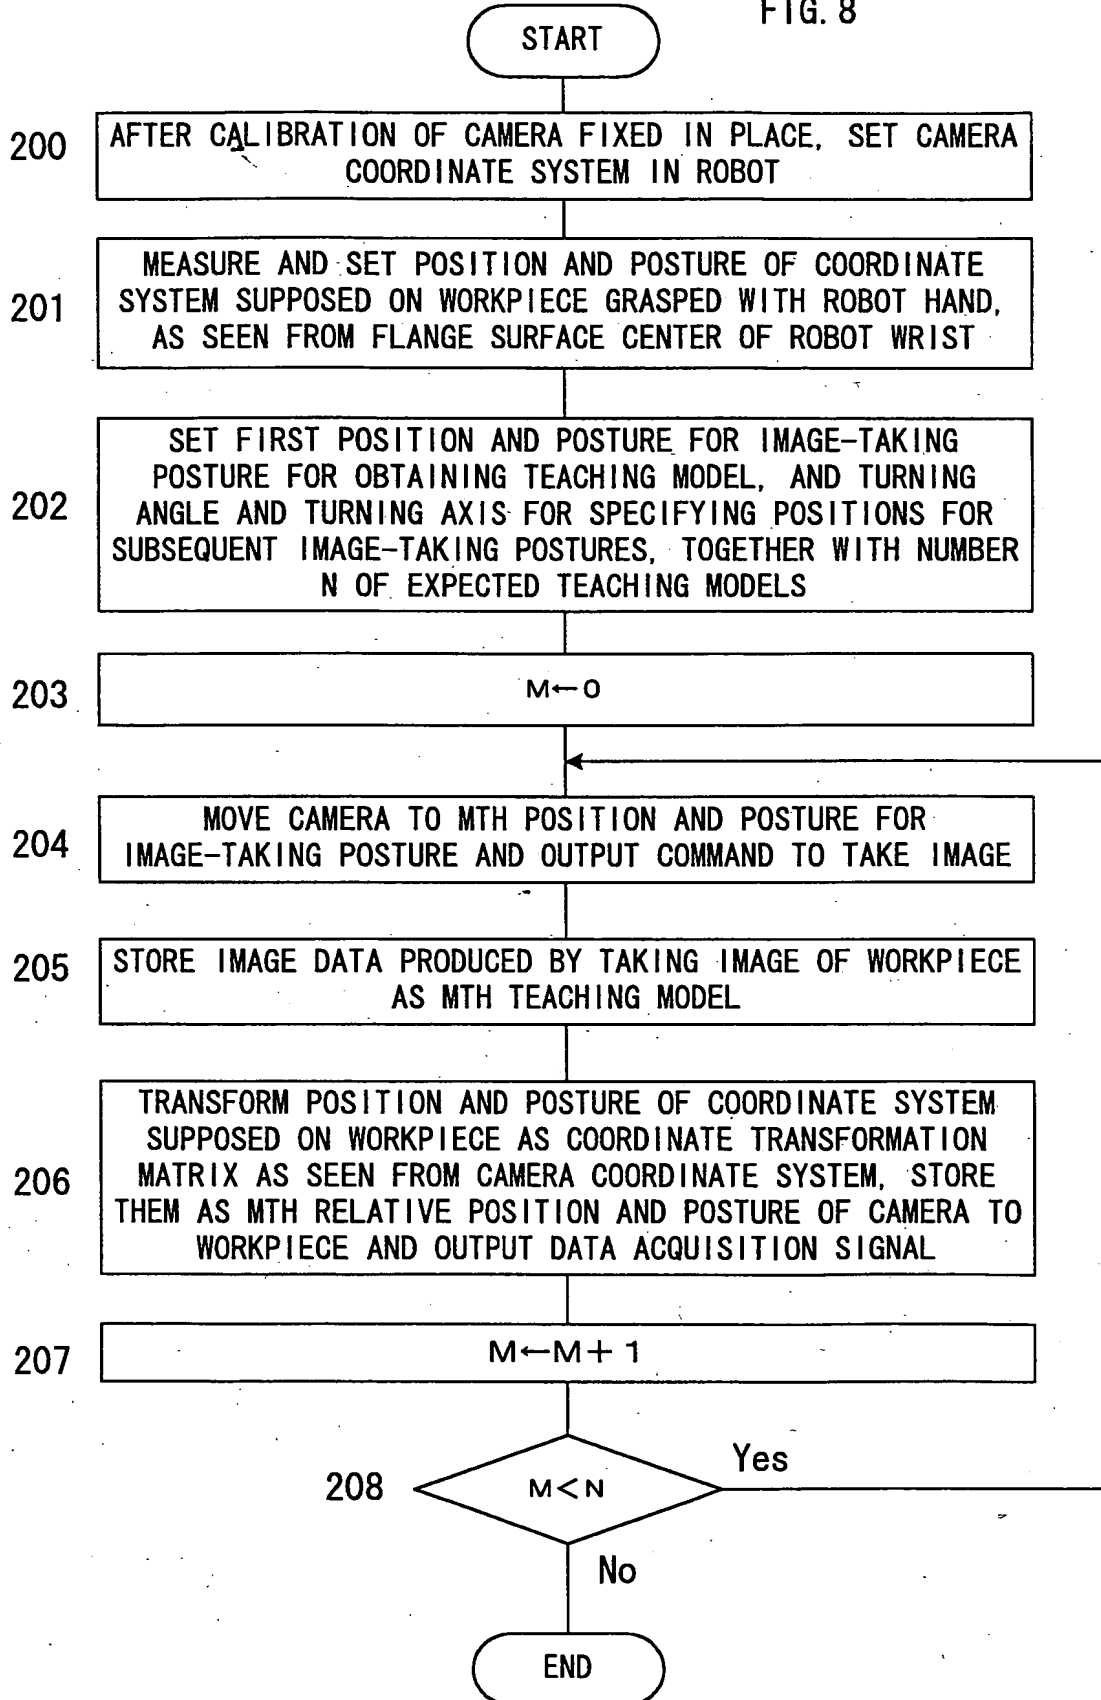 FIG. 8
START
200
AFTER CALIBRATION OF CAMERA FIXED IN PLACE, SET CAMERA
COORDINATE SYSTEM IN ROBOT
201
MEASURE AND SET POSITION AND POSTURE OF COORDINATE
SYSTEM SUPPOSED ON WORKPIECE GRASPED WITH ROBOT HAND,
AS SEEN FROM FLANGE SURFACE CENTER OF ROBOT WRIST
202
SET FIRST POSITION AND POSTURE FOR IMAGE-TAKING
POSTURE FOR OBTAINING TEACHING MODEL, AND TURNING
ANGLE AND TURNING AXIS FOR SPECIFYING POSITIONS FOR
SUBSEQUENT IMAGE-TAKING POSTURES, TOGETHER WITH NUMBER
N OF EXPECTED TEACHING MODELS
203
M←0
204
MOVE CAMERA TO MTH POSITION AND POSTURE FOR
IMAGE-TAKING POSTURE AND OUTPUT COMMAND TO TAKE IMAGE
205
STORE IMAGE DATA PRODUCED BY TAKING IMAGE OF WORKPIECE
AS MTH TEACHING MODEL
206
TRANSFORM POSITION AND POSTURE OF COORDINATE SYSTEM
SUPPOSED ON WORKPIECE AS COORDINATE TRANSFORMATION
MATRIX AS SEEN FROM CAMERA COORDINATE SYSTEM, STORE
THEM AS MTH RELATIVE POSITION AND POSTURE OF CAMERA TO
WORKPIECE AND OUTPUT DATA ACQUISITION SIGNAL
207
M←M+1
208
M<N
Yes
No
END